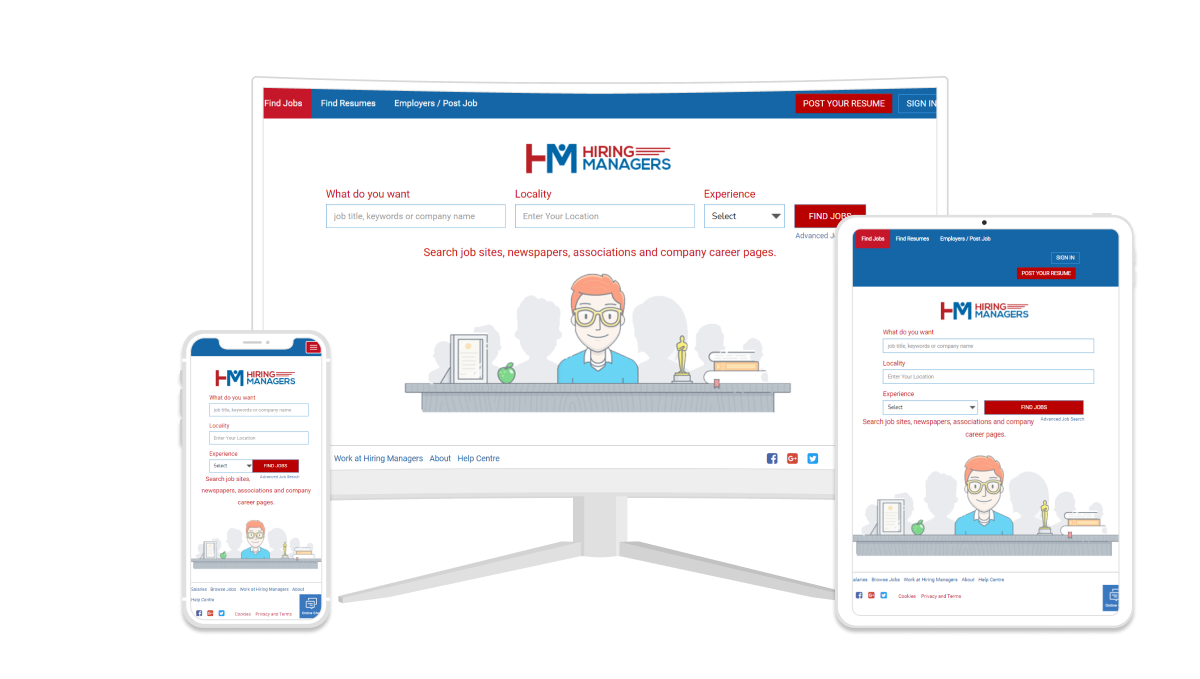 Find Jobs Find Resumes Employers / Post Job POST YOUR RESUME SIGN IN
HIRING
MANAGERS
What do you want Locality Experience
job title, keywords or company name Enter Your Location Select FIND JOBS
Advanced J
Search job sites, newspapers, associations and company career pages.
Work at Hiring Managers About Help Centre
HIRING
MANAGERS
What do you want
job title, keywords or company name
Locality
Enter Your Location
Experience
Select FIND JOBS
Advanced Job Search
Search job sites,
newspapers, associations and company
career pages.
Salaries Browse Jobs Work at Hiring Managers About
Help Centre
Cookies Privacy and Terms
Find Jobs Find Resumes Employers / Post Job
SIGN IN
POST YOUR RESUME
HIRING
MANAGERS
What do you want
job title, keywords or company name
Locality
Enter Your Location
Experience
Select FIND JOBS
Advanced Job Search
Search job sites, newspapers, associations and company
career pages.
alaries Browse Jobs Work at Hiring Managers About Help Centre
Cookies Privacy and Terms